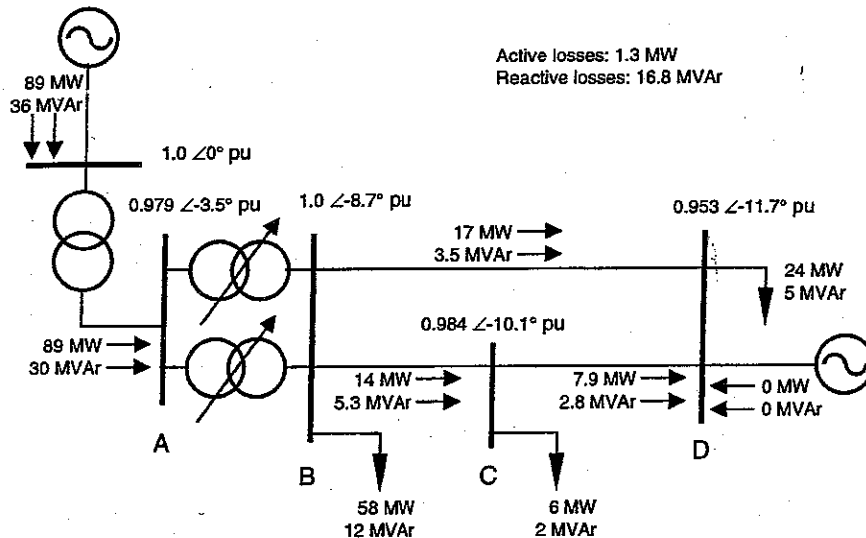 Active losses: 1.3 MW
Reactive losses: 16.8 MVAr
89 MW
36 MVAr
1.0 ∠0° pu
0.979 ∠-3.5° pu
1.0 ∠-8.7° pu
0.953 ∠-11.7° pu
17 MW
3.5 MVAr
24 MW
5 MVAr
0.984 ∠-10.1° pu
89 MW
30 MVAr
14 MW
5.3 MVAr
7.9 MW
2.8 MVAr
0 MW
0 MVAr
A
B
C
D
58 MW
12 MVAr
6 MW
2 MVAr